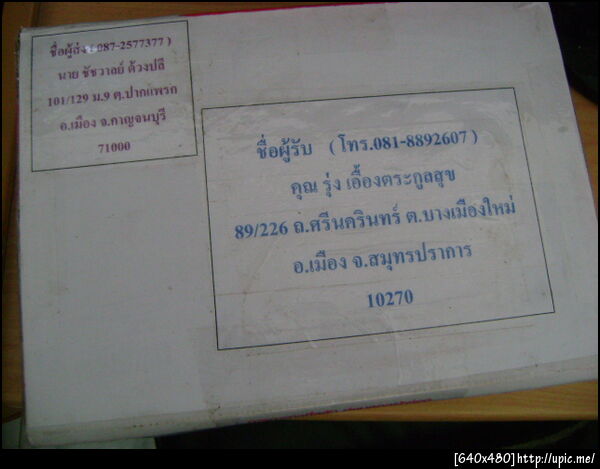 ชื่อผู้ส่ง (087-2577377 )
นาย ชัชวาลย์ ด้วงปลี
101/129 ม.9 ต.ปากแพรก
อ.เมือง จ.กาญจนบุรี
71000
ชื่อผู้รับ (โทร.081-8892607 )
คุณ รุ่ง เอื้องตระกูลสุข
89/226 ถ.ศรีนครินทร์ ต.บางเมืองใหม่
อ.เมือง จ.สมุทรปราการ
10270
[640x480]http://upic.me/